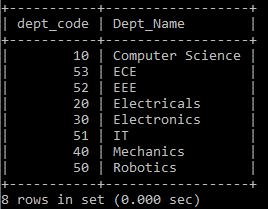 +-----------+------------------+
| dept_code | Dept_Name        |
+-----------+------------------+
|        10 | Computer Science |
|        53 | ECE              |
|        52 | EEE              |
|        20 | Electricals      |
|        30 | Electronics      |
|        51 | IT               |
|        40 | Mechanics        |
|        50 | Robotics         |
+-----------+------------------+
8 rows in set (0.000 sec)